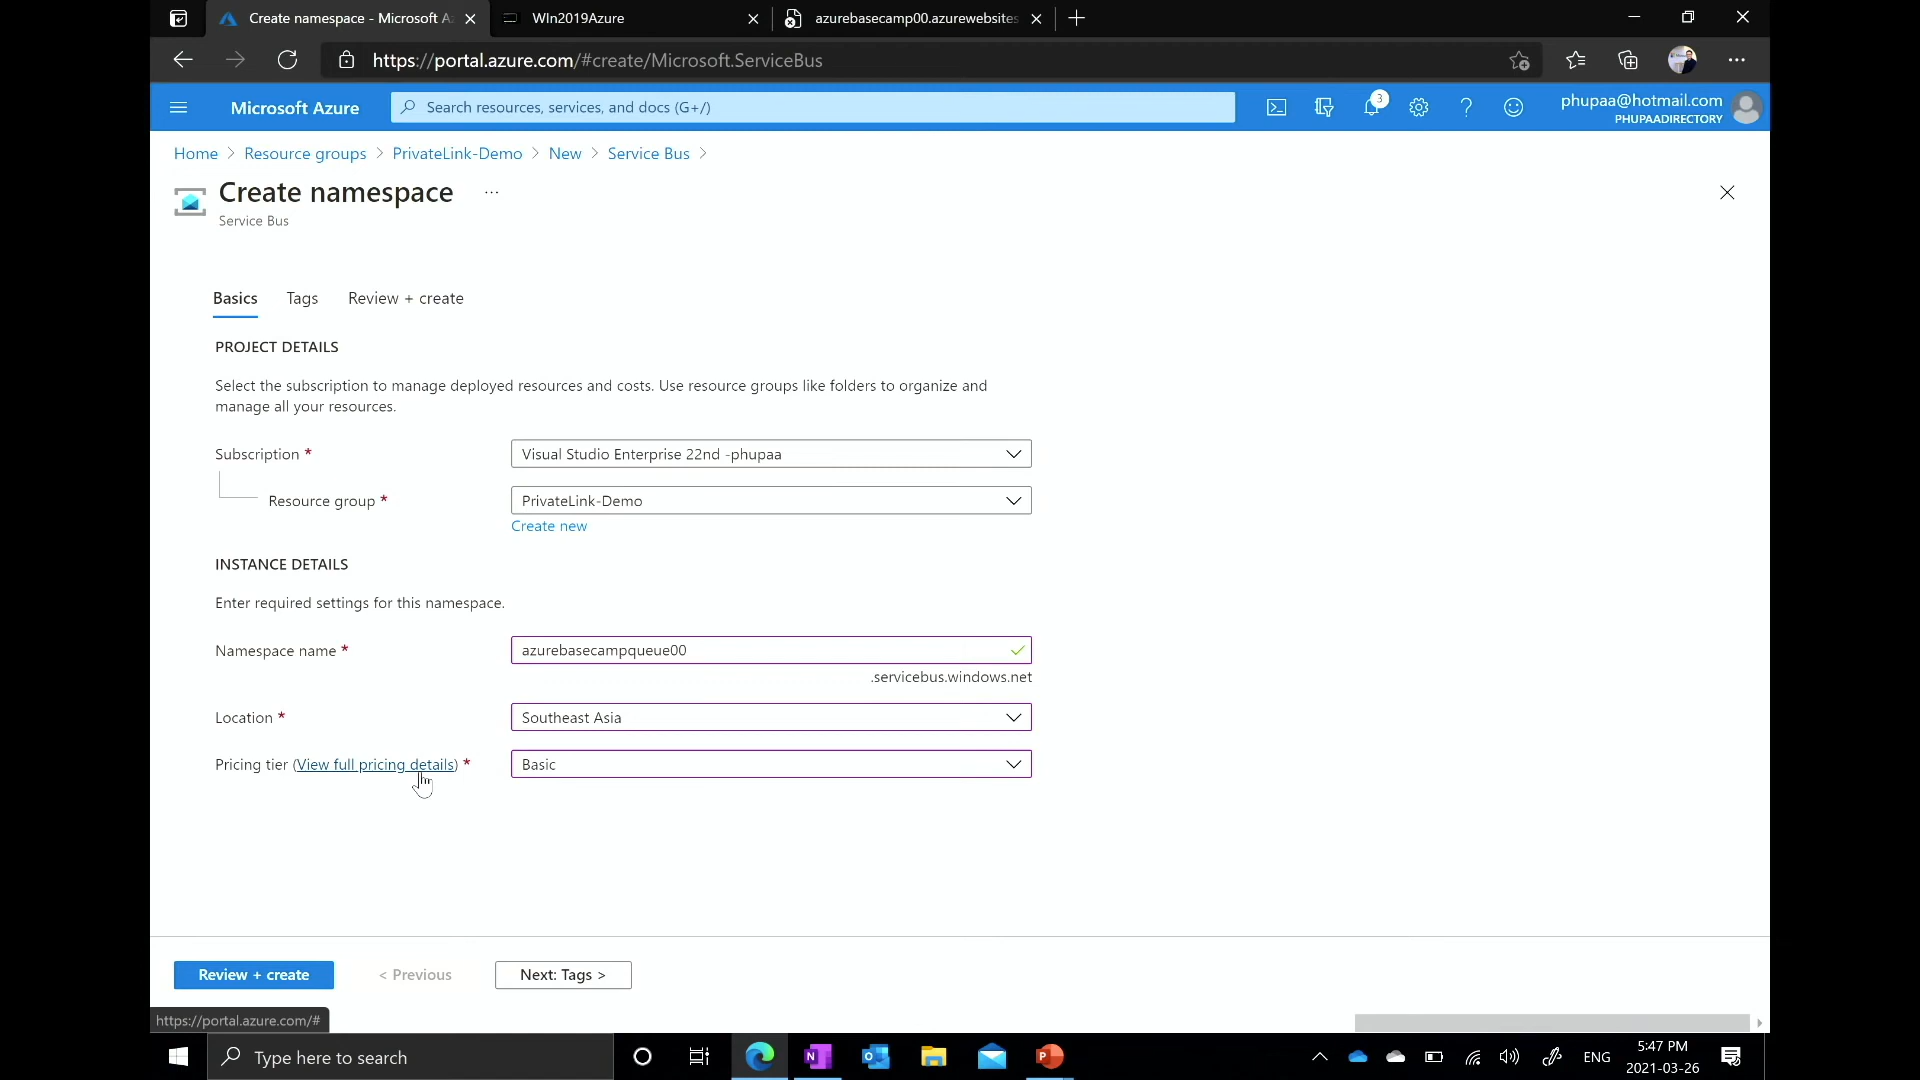 Create namespace - Microsoft Az
WIn2019Azure
azurebasecamp00.azurewebsites
https://portal.azure.com/#create/Microsoft.ServiceBus
Microsoft Azure
Search resources, services, and docs (G+/)
3
phupaa@hotmail.com
PHUPAADIRECTORY
Home > Resource groups > PrivateLink-Demo > New > Service Bus >
Create namespace ...
Service Bus
Basics Tags Review + create
PROJECT DETAILS
Select the subscription to manage deployed resources and costs. Use resource groups like folders to organize and
manage all your resources.
Subscription * Visual Studio Enterprise 22nd -phupaa
Resource group * PrivateLink-Demo
Create new
INSTANCE DETAILS
Enter required settings for this namespace.
Namespace name * azurebasecampqueue00
.servicebus.windows.net
Location * Southeast Asia
Pricing tier (View full pricing details) * Basic
Review + create < Previous Next: Tags >
https://portal.azure.com/#
Type here to search
ENG
5:47 PM
2021-03-26